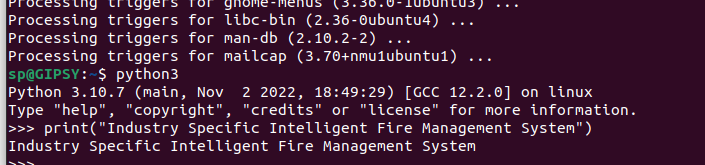 Processing triggers for gnome-menus (3.36.0-1ubuntu3) ...
Processing triggers for libc-bin (2.36-0ubuntu4) ...
Processing triggers for man-db (2.10.2-2) ...
Processing triggers for mailcap (3.70+nmu1ubuntu1) ...
sp@GIPSY:~$ python3
Python 3.10.7 (main, Nov  2 2022, 18:49:29) [GCC 12.2.0] on linux
Type "help", "copyright", "credits" or "license" for more information.
>>> print("Industry Specific Intelligent Fire Management System")
Industry Specific Intelligent Fire Management System
>>>